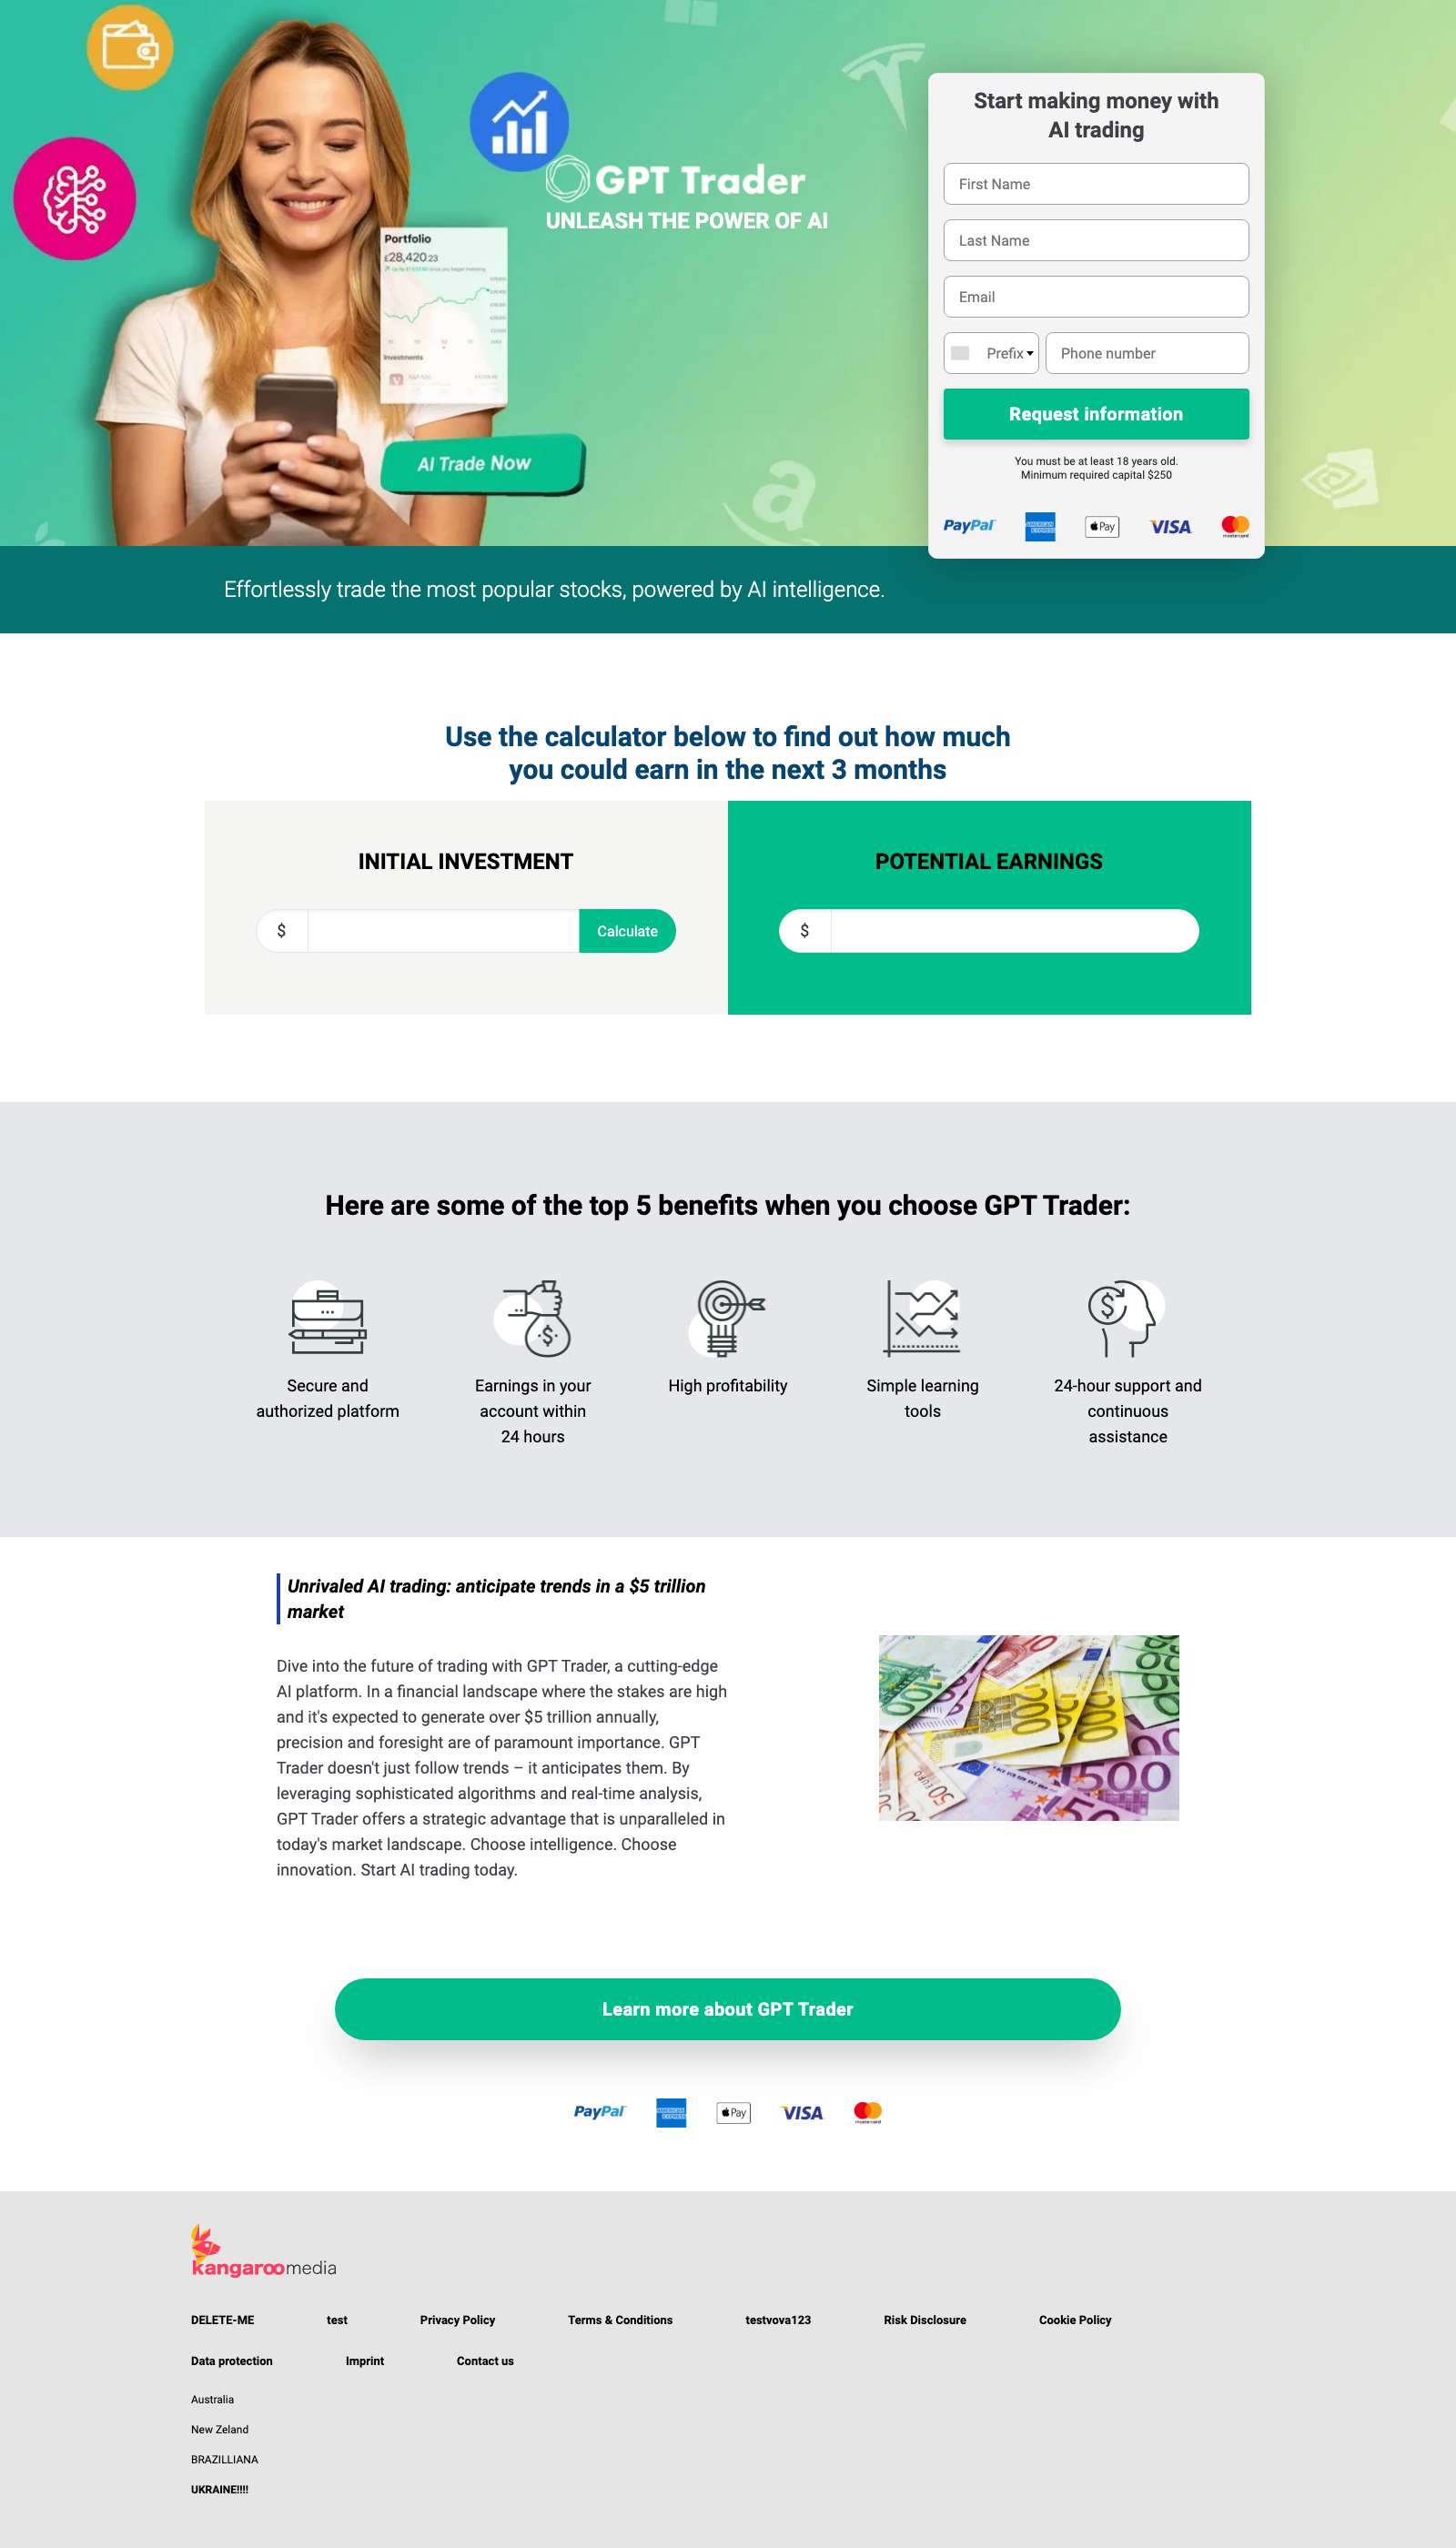 GPT Trader
UNLEASH THE POWER OF AI
Portfolio
£28,420.23
Investments
AI Trade Now
Start making money with
AI trading
First Name
Last Name
Email
Prefix
Phone number
Request information
You must be at least 18 years old.
Minimum required capital $250
PayPal
AMERICAN EXPRESS
Pay
VISA
mastercard
Effortlessly trade the most popular stocks, powered by AI intelligence.
Use the calculator below to find out how much
you could earn in the next 3 months
INITIAL INVESTMENT
$
Calculate
POTENTIAL EARNINGS
$
Here are some of the top 5 benefits when you choose GPT Trader:
Secure and
authorized platform
Earnings in your
account within
24 hours
High profitability
Simple learning
tools
24-hour support and
continuous
assistance
Unrivaled AI trading: anticipate trends in a $5 trillion
market
Dive into the future of trading with GPT Trader, a cutting-edge
AI platform. In a financial landscape where the stakes are high
and it's expected to generate over $5 trillion annually,
precision and foresight are of paramount importance. GPT
Trader doesn't just follow trends – it anticipates them. By
leveraging sophisticated algorithms and real-time analysis,
GPT Trader offers a strategic advantage that is unparalleled in
today's market landscape. Choose intelligence. Choose
innovation. Start AI trading today.
Learn more about GPT Trader
PayPal
AMERICAN EXPRESS
Pay
VISA
mastercard
kangaroomedia
DELETE-ME
test
Privacy Policy
Terms & Conditions
testvova123
Risk Disclosure
Cookie Policy
Data protection
Imprint
Contact us
Australia
New Zeland
BRAZILLIANA
UKRAINE!!!!